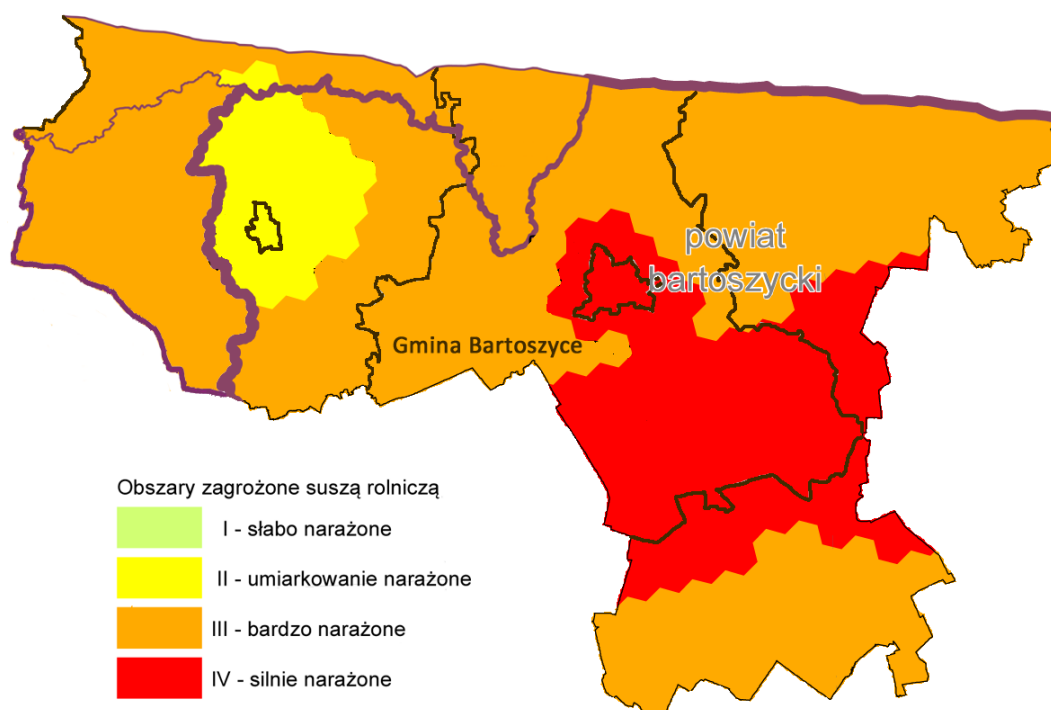 powiat
bartoszycki
Gmina Bartoszyce
Obszary zagrożone suszą rolniczą
I - słabo narażone
II - umiarkowanie narażone
III - bardzo narażone
IV - silnie narażone